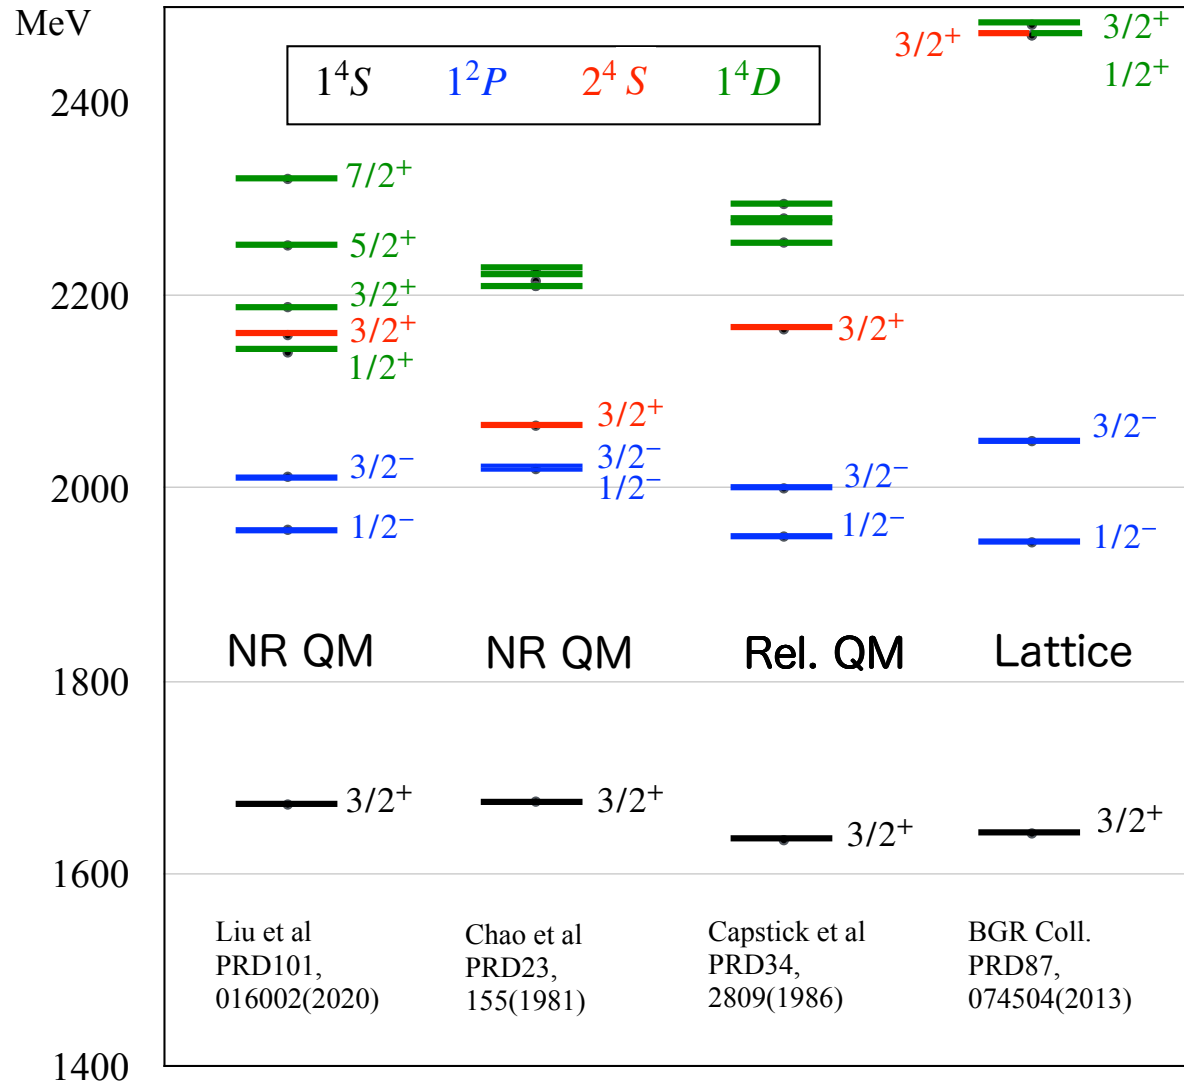 MeV
3/2⁺ 3/2⁺
1/2⁺
1⁴S 1²P 2⁴ S 1⁴D
2400
7/2⁺
5/2⁺
3/2⁺
2200
3/2⁺ 3/2⁺
1/2⁺
3/2⁺
3/2⁻ 3/2⁻ 3/2⁻ 3/2⁻
2000
1/2⁻
1/2⁻ 1/2⁻ 1/2⁻
NR QM NR QM Rel. QM Lattice
1800
3/2⁺ 3/2⁺ 3/2⁺ 3/2⁺
1600
Liu et al
PRD101,
016002(2020)
Chao et al
PRD23,
155(1981)
Capstick et al
PRD34,
2809(1986)
BGR Coll.
PRD87,
074504(2013)
1400